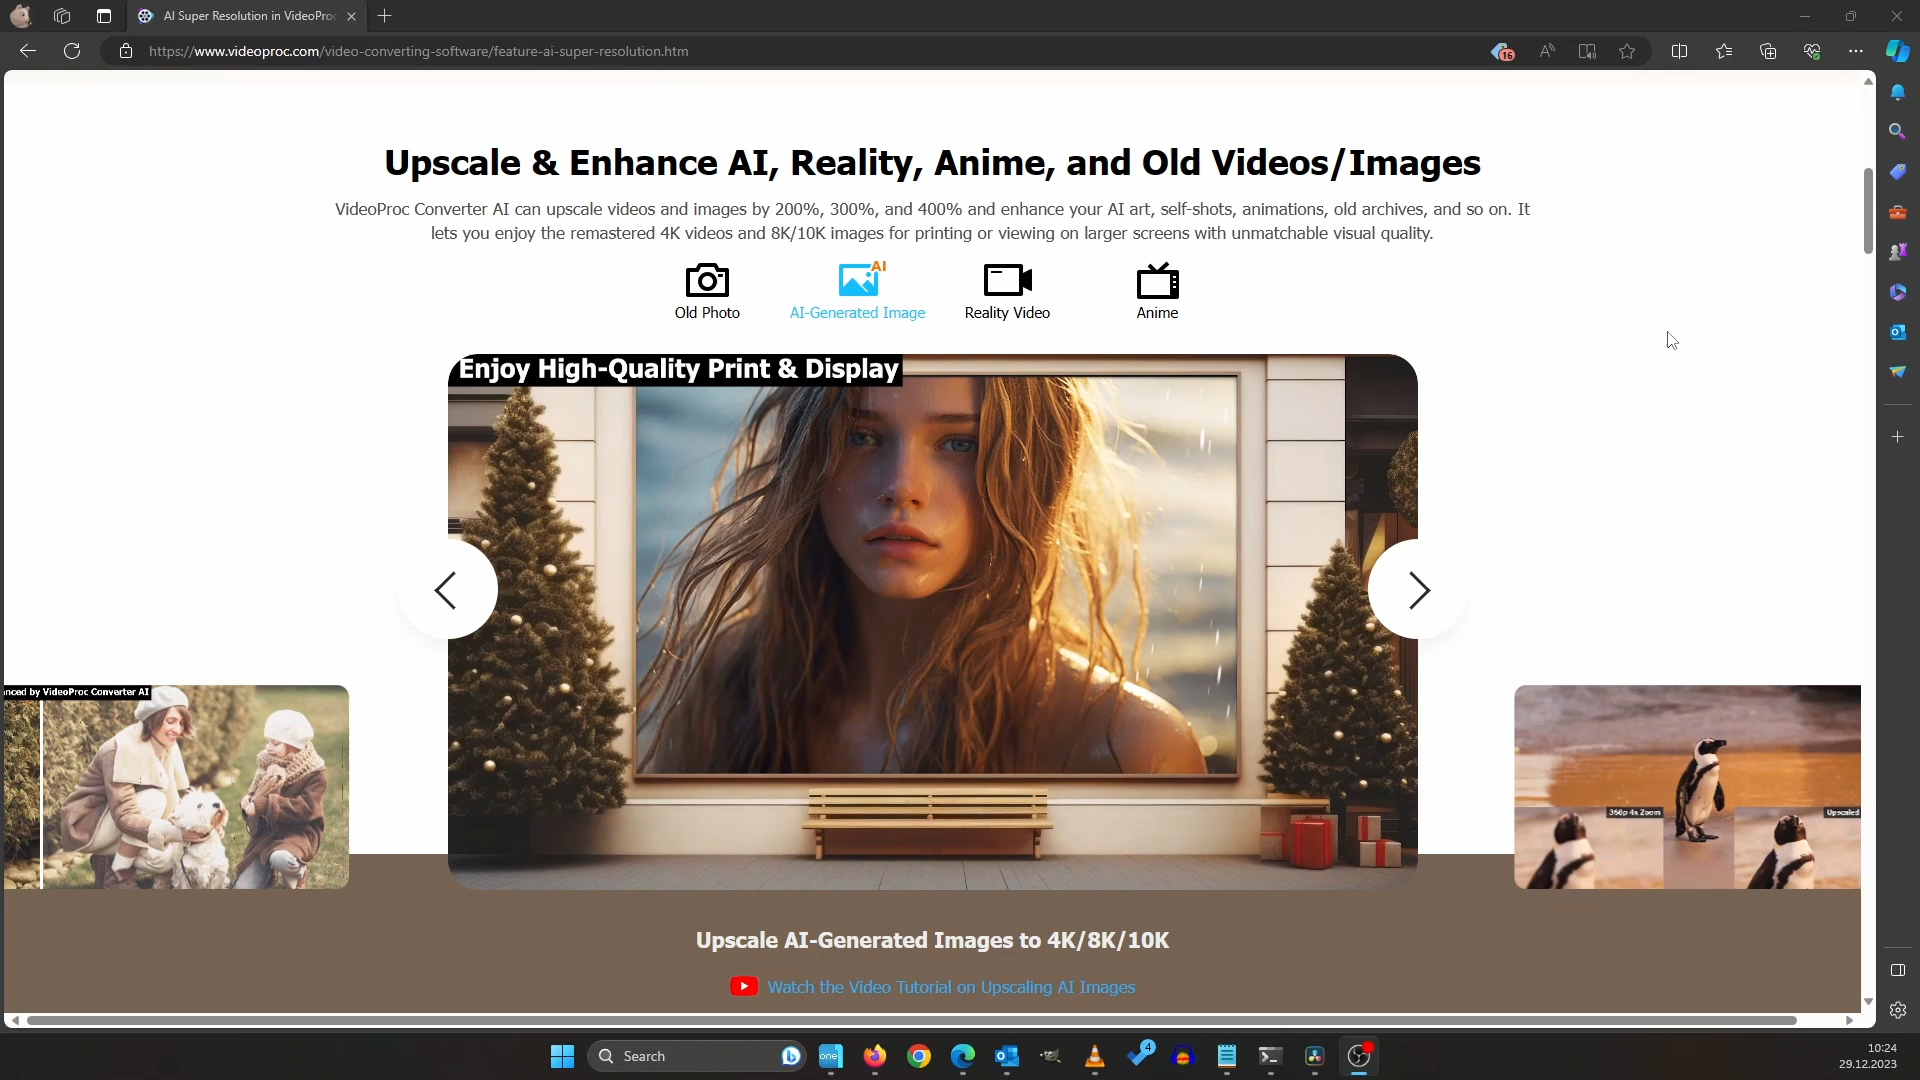 AI Super Resolution in VideoProc
https://www.videoproc.com/video-converting-software/feature-ai-super-resolution.htm
16
Upscale & Enhance AI, Reality, Anime, and Old Videos/Images
VideoProc Converter AI can upscale videos and images by 200%, 300%, and 400% and enhance your AI art, self-shots, animations, old archives, and so on. It
lets you enjoy the remastered 4K videos and 8K/10K images for printing or viewing on larger screens with unmatchable visual quality.
AI
Old Photo
AI-Generated Image
Reality Video
Anime
Enjoy High-Quality Print & Display
nced by VideoProc Converter AI
360p 4x Zoom
Upscaled
Upscale AI-Generated Images to 4K/8K/10K
Watch the Video Tutorial on Upscaling AI Images
Search
one
4
10:24
29.12.2023